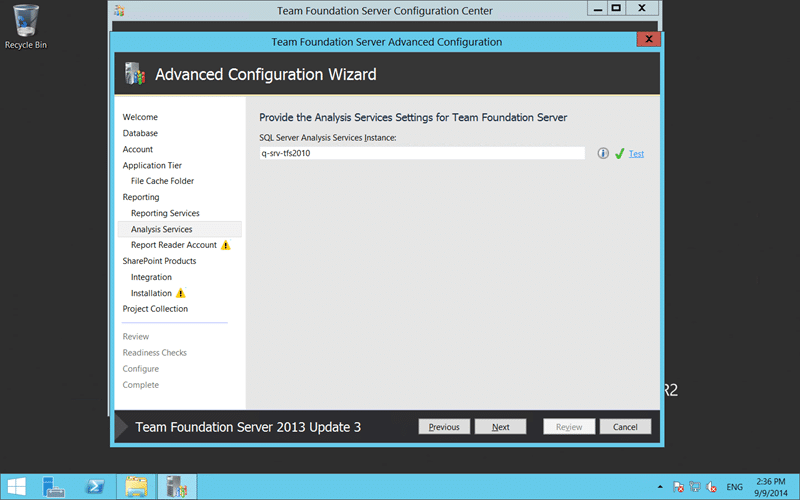 Team Foundation Server Configuration Center
Recycle Bin
Team Foundation Server Advanced Configuration
Advanced Configuration Wizard
Welcome
Database
Account
Application Tier
File Cache Folder
Reporting
Reporting Services
Analysis Services
Report Reader Account
SharePoint Products
Integration
Installation
Project Collection
Review
Readiness Checks
Configure
Complete
Provide the Analysis Services Settings for Team Foundation Server
SQL Server Analysis Services Instance:
q-srv-tfs2010
Test
R2
Team Foundation Server 2013 Update 3
Previous
Next
Review
Cancel
ENG
2:36 PM
9/9/2014